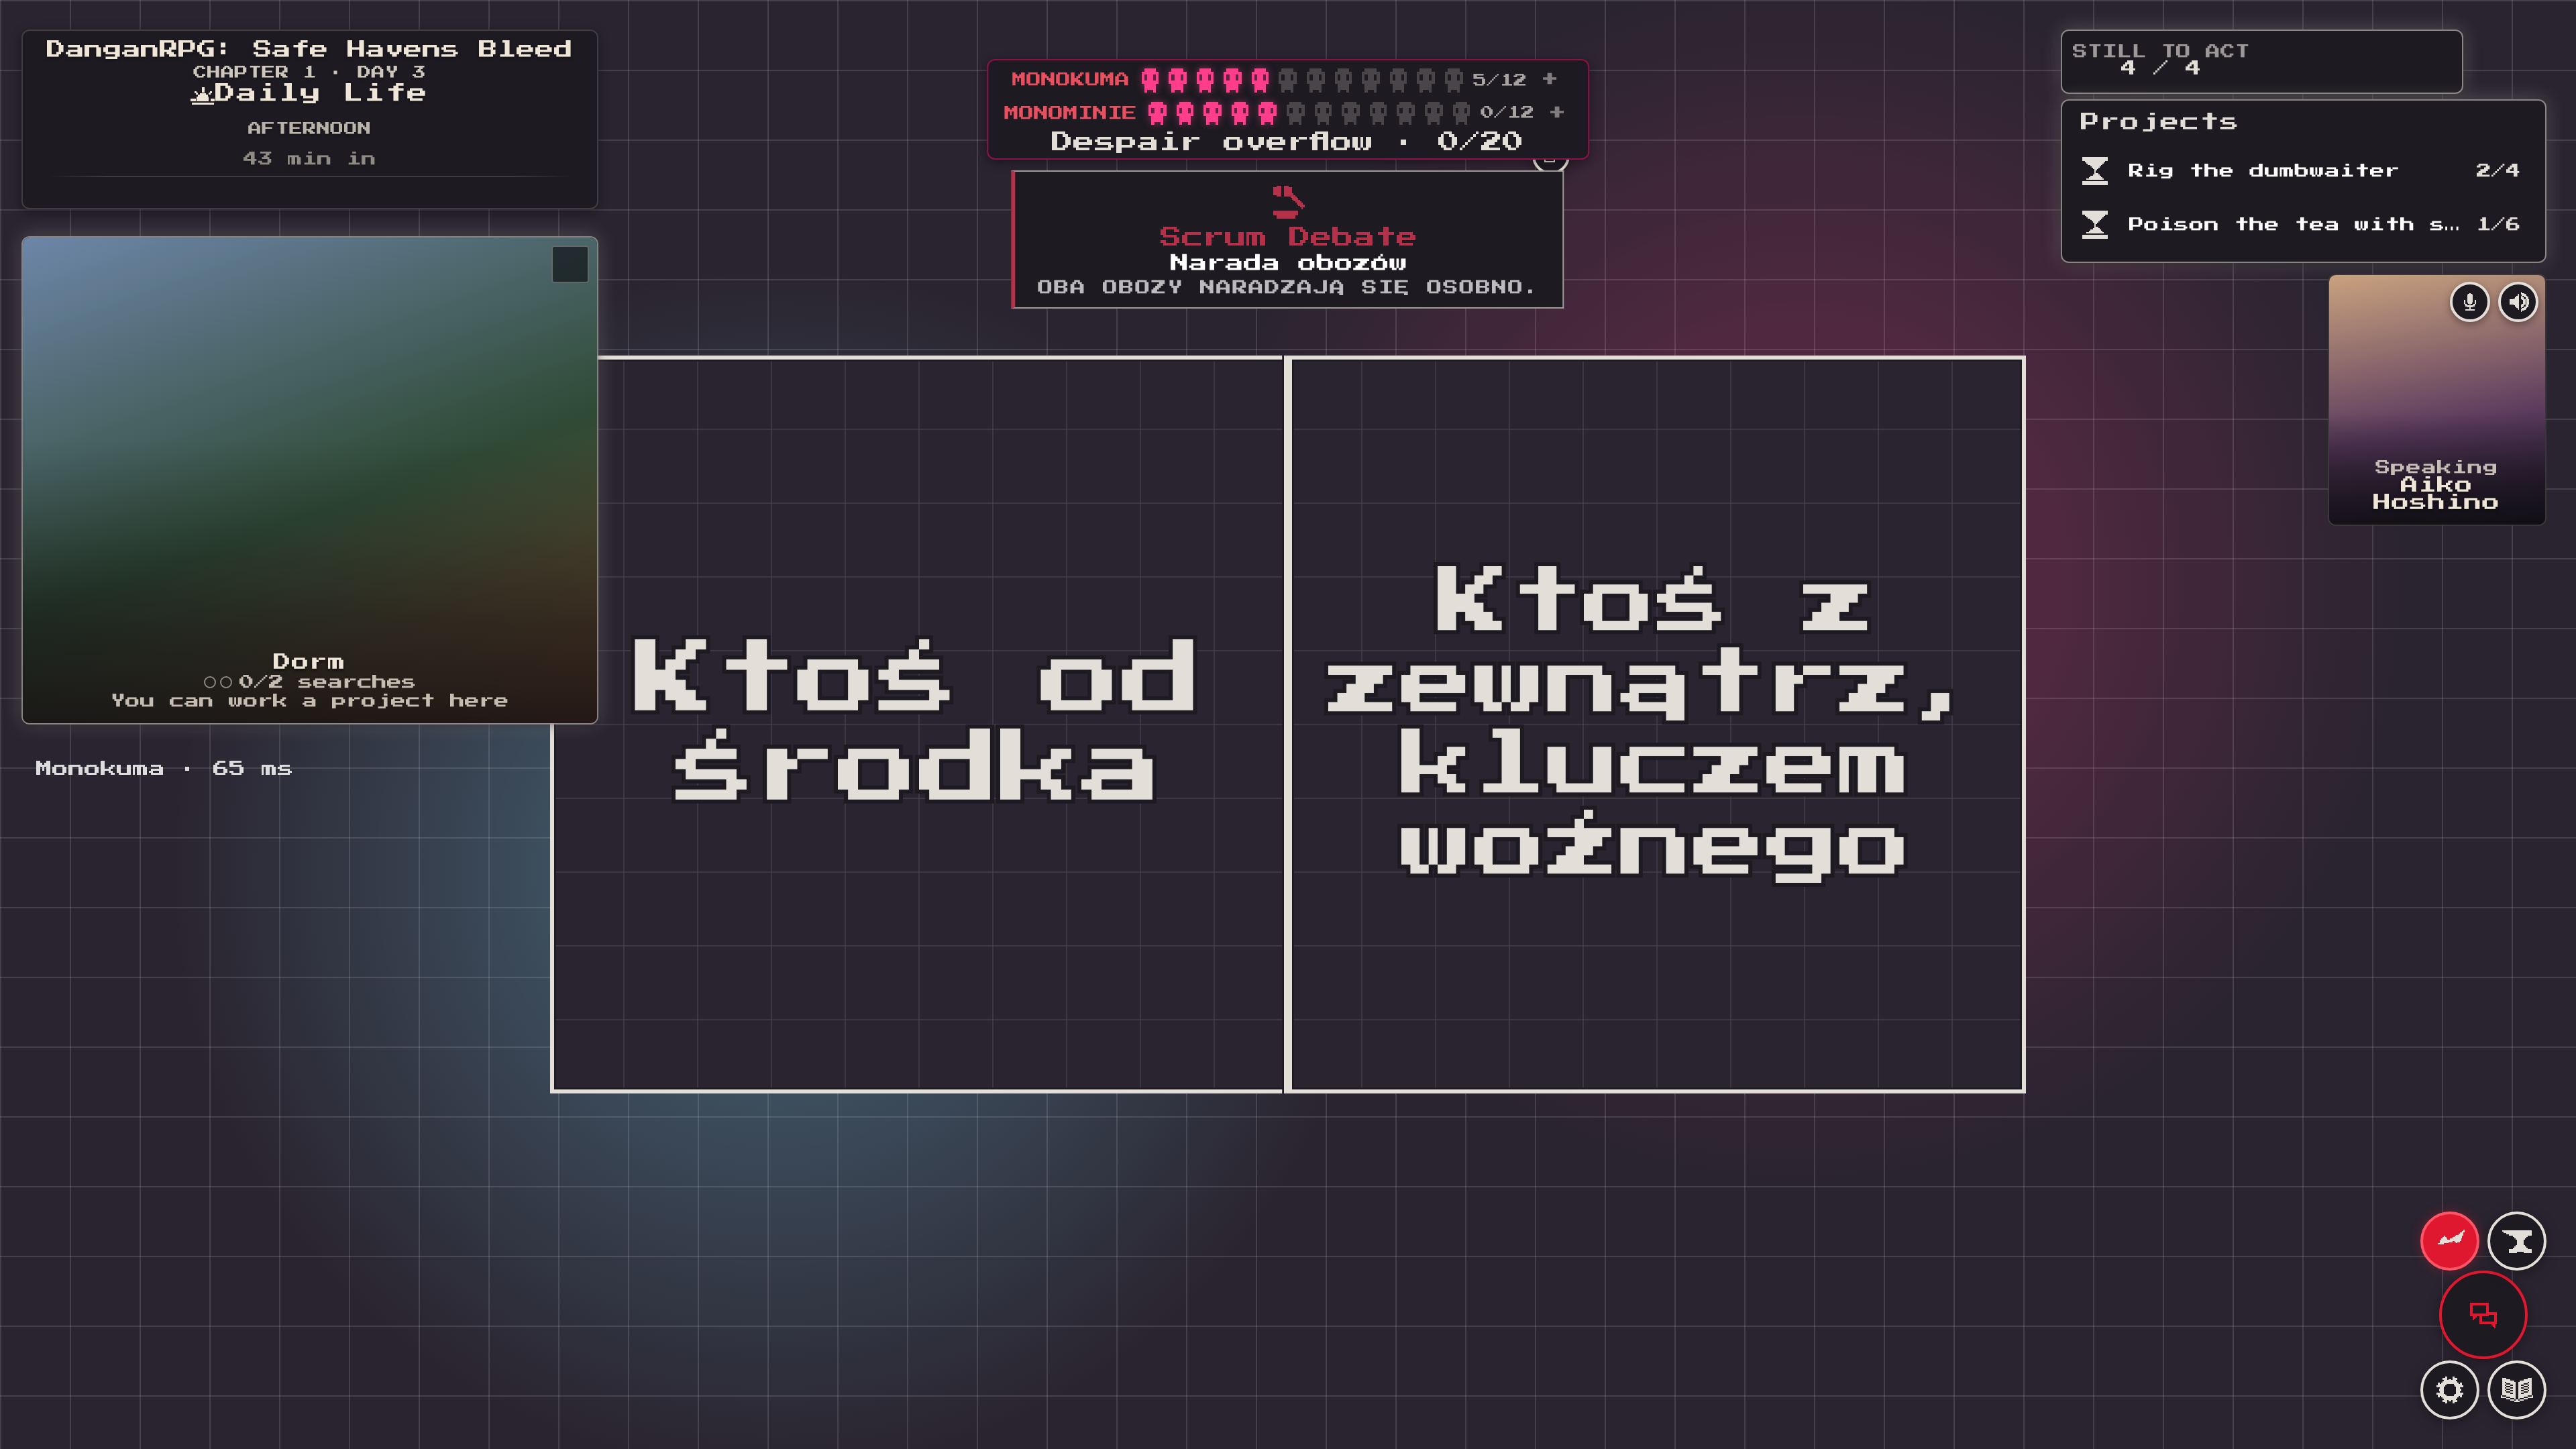 DanganRPG: Safe Havens Bleed
CHAPTER 1 · DAY 3
Daily Life
AFTERNOON
43 min in
MONOKUMA 5/12 +
MONOMINIE 0/12 +
Despair overflow · 0/20
Scrum Debate
Narada obozów
OBA OBOZY NARADZAJĄ SIĘ OSOBNO.
STILL TO ACT
4 / 4
Projects
Rig the dumbwaiter 2/4
Poison the tea with s… 1/6
Speaking
Aiko
Hoshino
Dorm
0/2 searches
You can work a project here
Monokuma · 65 ms
Ktoś od
środka
Ktoś z
zewnątrz,
kluczem
woźnego